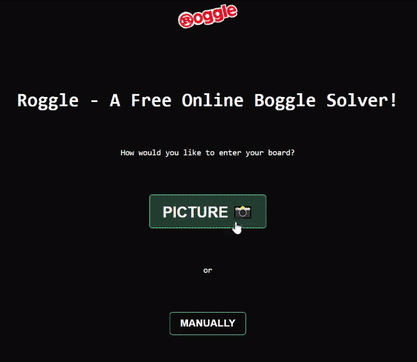 Roggle
Roggle - A Free Online Boggle Solver!
How would you like to enter your board?
PICTURE 📷
or
MANUALLY